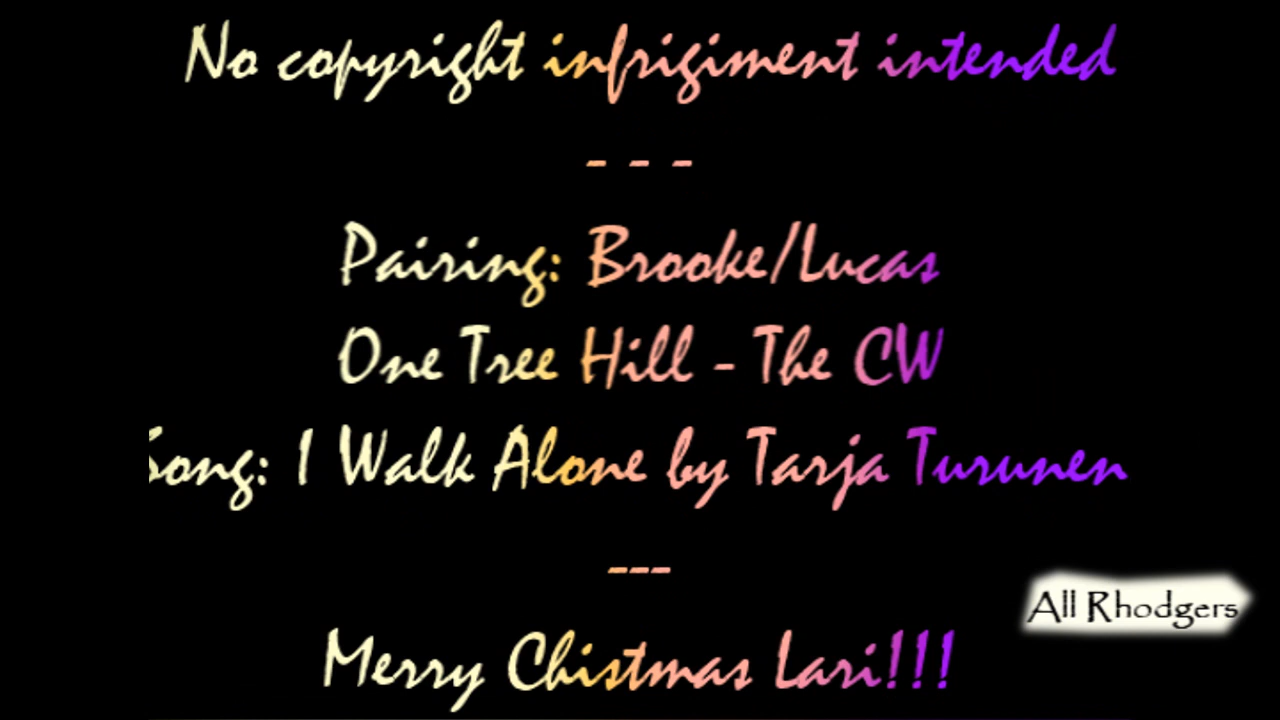 No copyright infrigiment intended
- - -
Pairing: Brooke/Lucas
One Tree Hill - The CW
Song: I Walk Alone by Tarja Turunen
---
All Rhodgers
Merry Chistmas Lari!!!